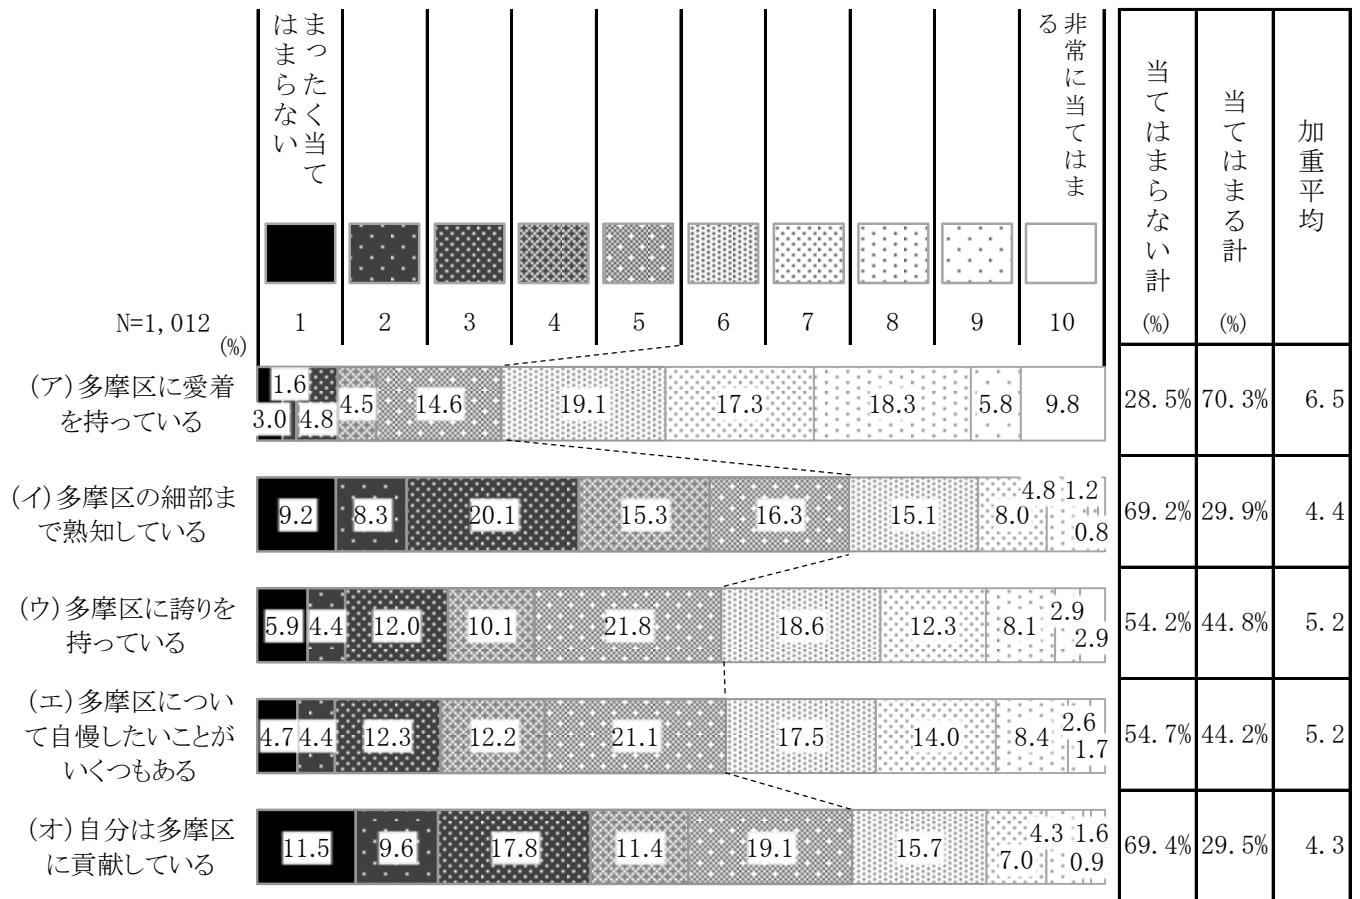 まったく当て
はまらない
非常に当てはま
る
当てはまらない計
(%)
当てはまる計
(%)
加重平均
N=1,012
(%)
1 2 3 4 5 6 7 8 9 10
(ア)多摩区に愛着
を持っている
3.0 1.6 4.8 4.5 14.6 19.1 17.3 18.3 5.8 9.8
28.5% 70.3% 6.5
(イ)多摩区の細部ま
で熟知している
9.2 8.3 20.1 15.3 16.3 15.1 8.0 4.8 1.2 0.8
69.2% 29.9% 4.4
(ウ)多摩区に誇りを
持っている
5.9 4.4 12.0 10.1 21.8 18.6 12.3 8.1 2.9 2.9
54.2% 44.8% 5.2
(エ)多摩区につい
て自慢したいことが
いくつもある
4.7 4.4 12.3 12.2 21.1 17.5 14.0 8.4 2.6 1.7
54.7% 44.2% 5.2
(オ)自分は多摩区
に貢献している
11.5 9.6 17.8 11.4 19.1 15.7 7.0 4.3 1.6 0.9
69.4% 29.5% 4.3